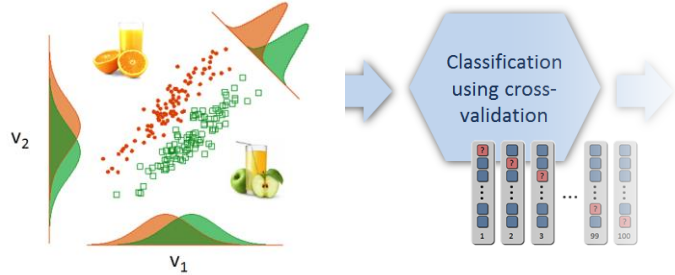 v2
v1
Classification
using cross-
validation
?
?
?
?
?
...
1
2
3
99
100